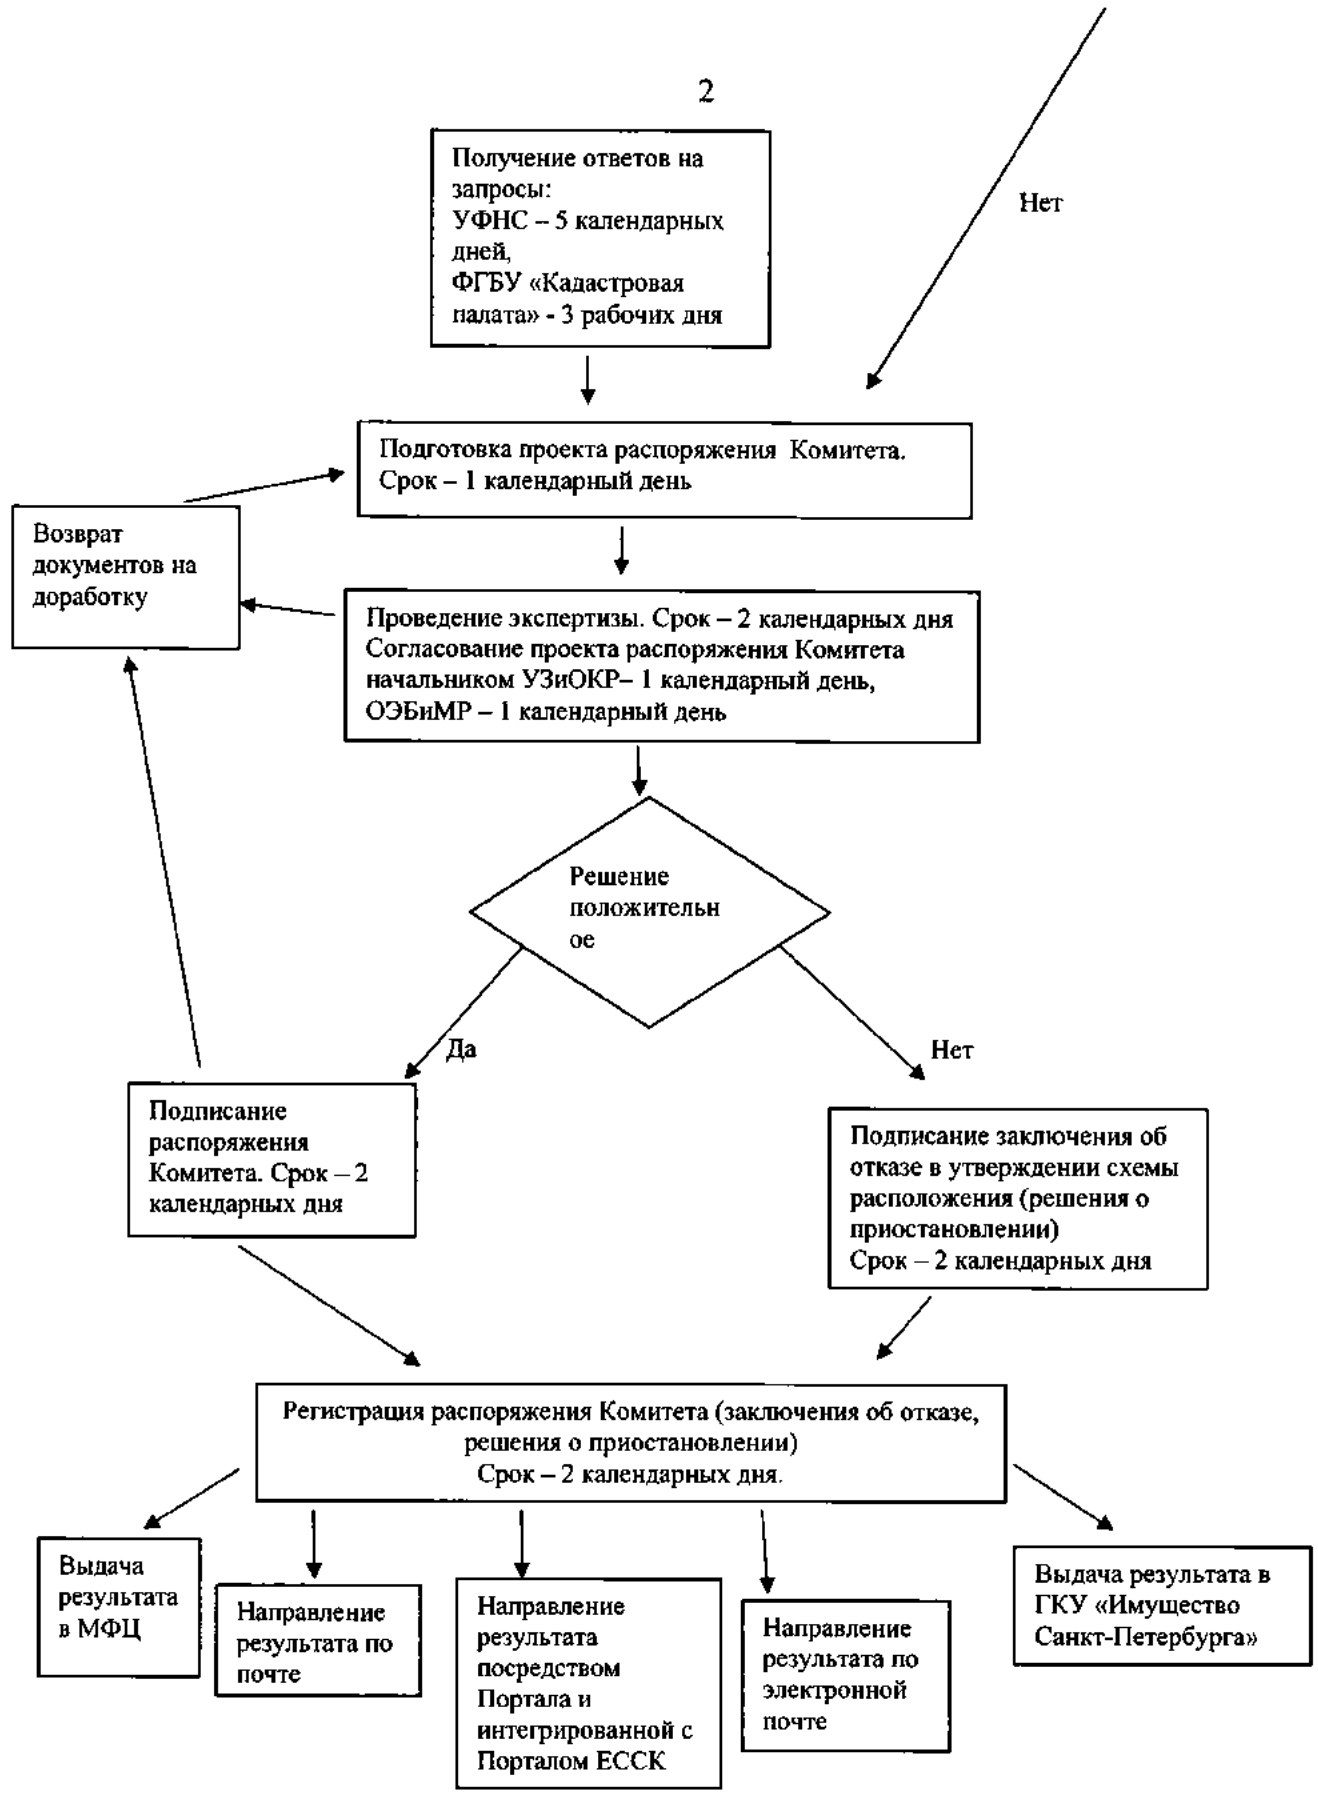 2
Получение ответов на
запросы:
УФНС – 5 календарных
дней,
ФГБУ «Кадастровая
палата» - 3 рабочих дня
Нет
Подготовка проекта распоряжения Комитета.
Срок – 1 календарный день
Возврат
документов на
доработку
Проведение экспертизы. Срок – 2 календарных дня
Согласование проекта распоряжения Комитета
начальником УЗиОКР– 1 календарный день,
ОЭБиМР – 1 календарный день
Решение
положительн
ое
Да
Нет
Подписание
распоряжения
Комитета. Срок – 2
календарных дня
Подписание заключения об
отказе в утверждении схемы
расположения (решения о
приостановлении)
Срок – 2 календарных дня
Регистрация распоряжения Комитета (заключения об отказе,
решения о приостановлении)
Срок – 2 календарных дня.
Выдача
результата
в МФЦ
Направление
результата по
почте
Направление
результата
посредством
Портала и
интегрированной с
Порталом ЕССК
Направление
результата по
электронной
почте
Выдача результата в
ГКУ «Имущество
Санкт-Петербурга»